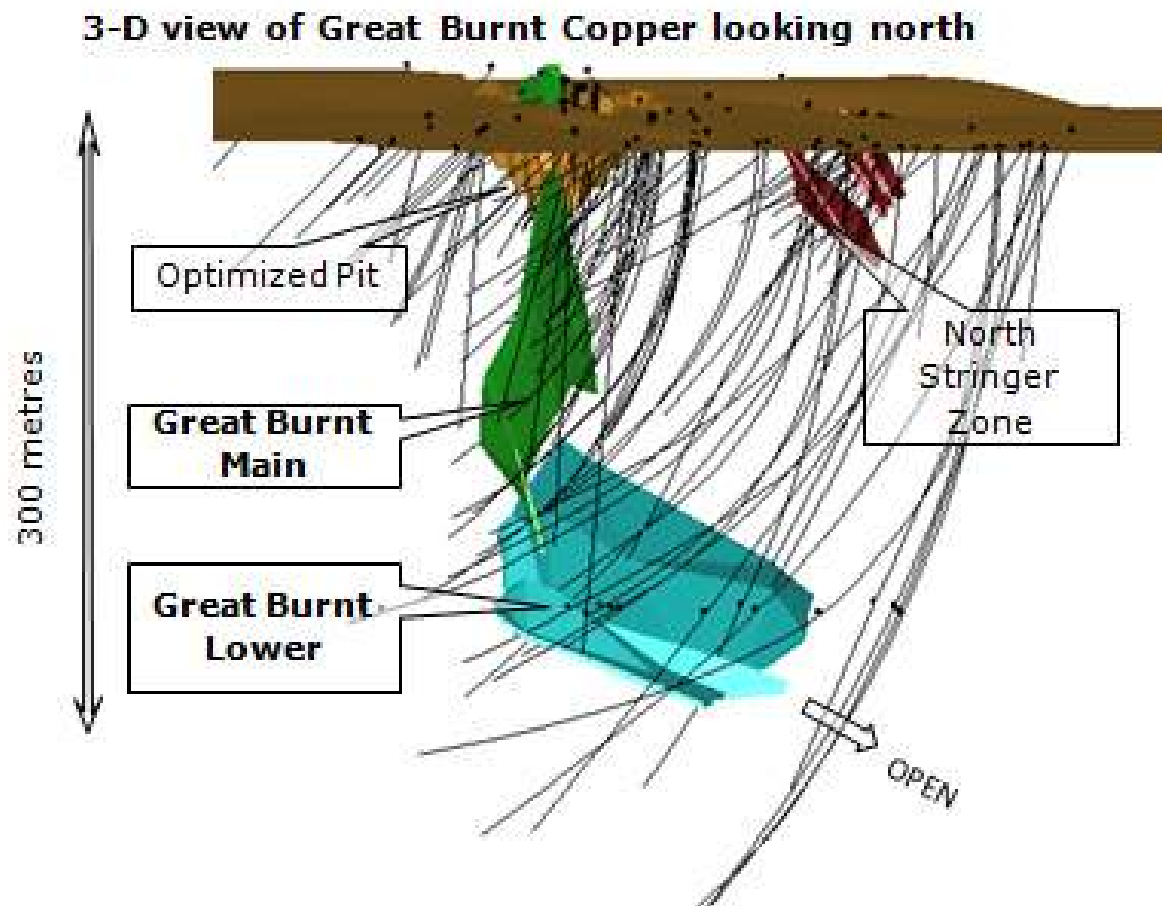 3-D view of Great Burnt Copper looking north
Optimized Pit
North
Stringer
Zone
300 metres
Great Burnt
Main
Great Burnt
Lower
OPEN